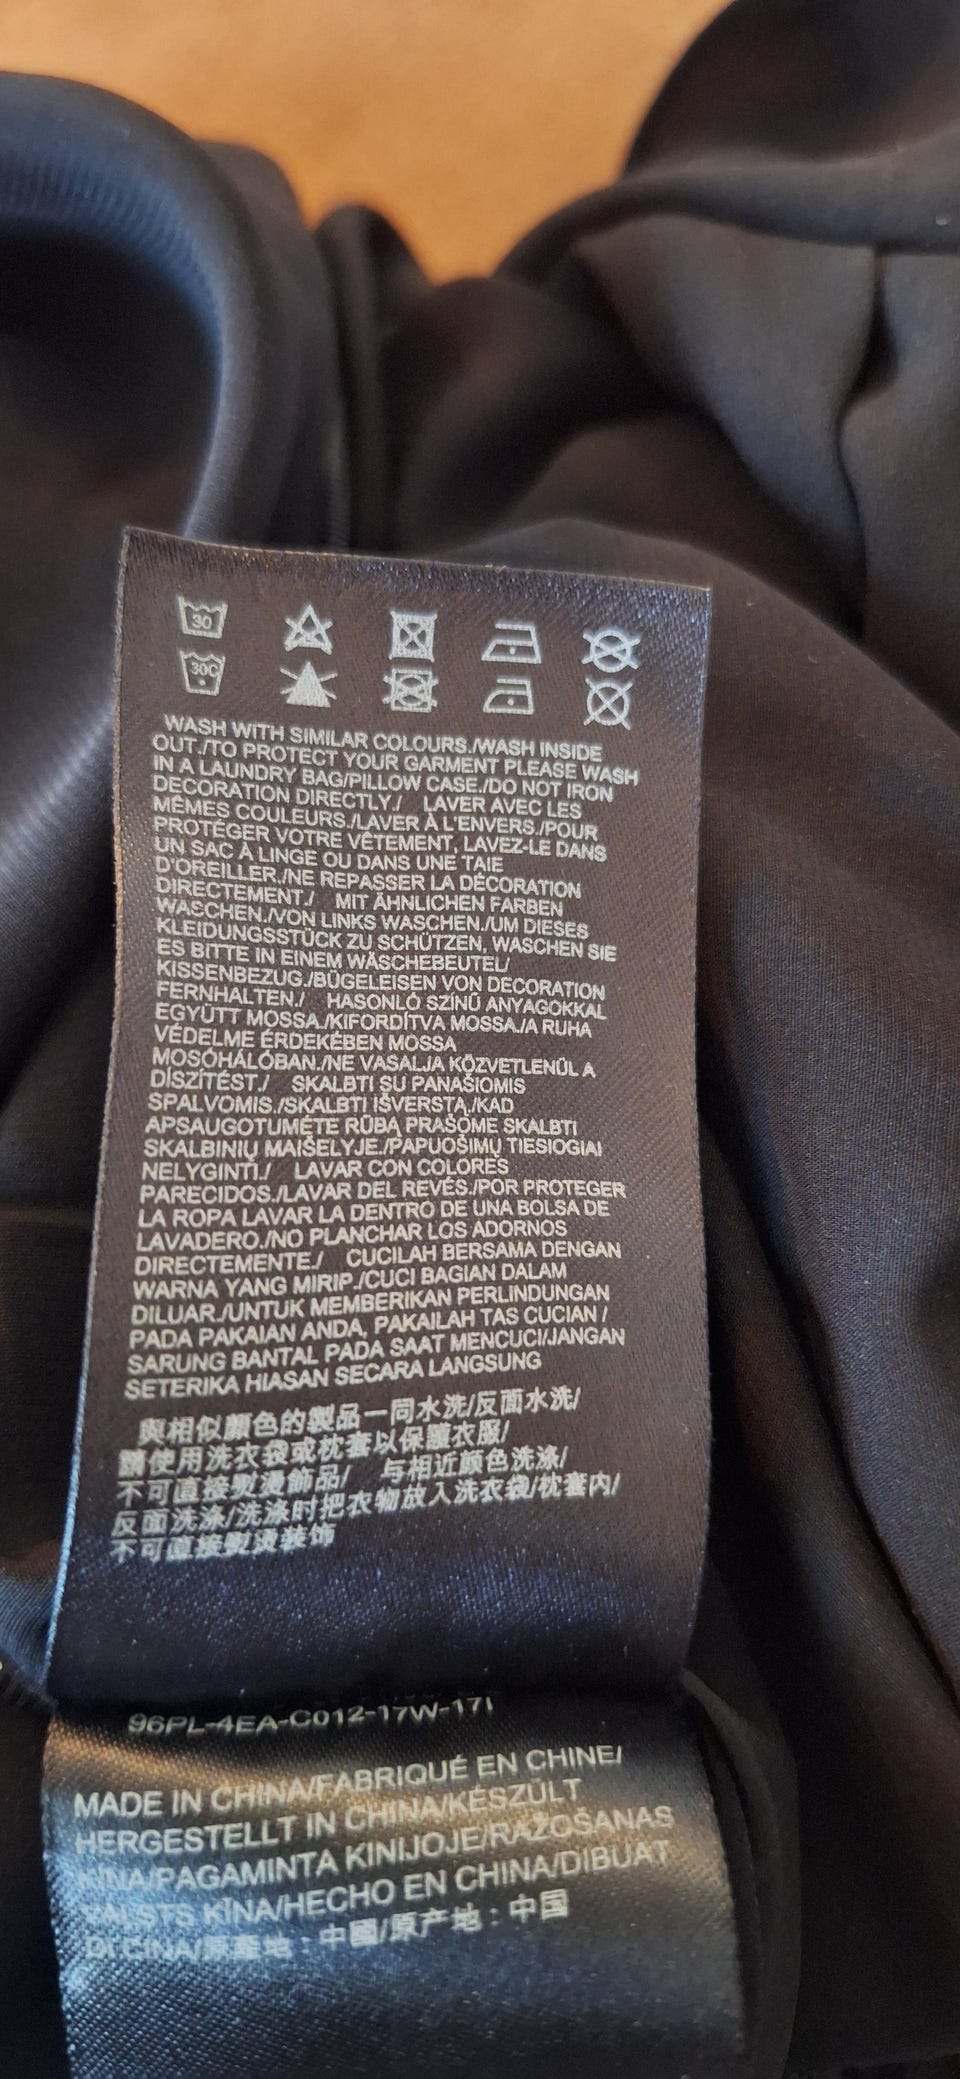 30
30C
WASH WITH SIMILAR COLOURS./WASH INSIDE
OUT./TO PROTECT YOUR GARMENT PLEASE WASH
IN A LAUNDRY BAG/PILLOW CASE./DO NOT IRON
DECORATION DIRECTLY./ LAVER AVEC LES
MÊMES COULEURS./LAVER À L'ENVERS./POUR
PROTÉGER VOTRE VÊTEMENT, LAVEZ-LE DANS
UN SAC À LINGE OU DANS UNE TAIE
D'OREILLER./NE REPASSER LA DÉCORATION
DIRECTEMENT./ MIT ÄHNLICHEN FARBEN
WASCHEN./VON LINKS WASCHEN./UM DIESES
KLEIDUNGSSTÜCK ZU SCHÜTZEN, WASCHEN SIE
ES BITTE IN EINEM WÄSCHEBEUTEL/
KISSENBEZUG./BÜGELEISEN VON DECORATION
FERNHALTEN./ HASONLÓ SZÍNŰ ANYAGOKKAL
EGYÜTT MOSSA./KIFORDÍTVA MOSSA./A RUHA
VÉDELME ÉRDEKÉBEN MOSSA
MOSÓHÁLÓBAN./NE VASALJA KÖZVETLENÜL A
DÍSZÍTÉST./ SKALBTI SU PANAŠIOMIS
SPALVOMIS./SKALBTI IŠVERSTĄ./KAD
APSAUGOTUMĖTE RŪBĄ PRAŠOME SKALBTI
SKALBINIŲ MAIŠELYJE./PAPUOŠIMŲ TIESIOGIAI
NELYGINTI./ LAVAR CON COLORES
PARECIDOS./LAVAR DEL REVÉS./POR PROTEGER
LA ROPA LAVAR LA DENTRO DE UNA BOLSA DE
LAVADERO./NO PLANCHAR LOS ADORNOS
DIRECTEMENTE./ CUCILAH BERSAMA DENGAN
WARNA YANG MIRIP./CUCI BAGIAN DALAM
DILUAR./UNTUK MEMBERIKAN PERLINDUNGAN
PADA PAKAIAN ANDA, PAKAILAH TAS CUCIAN /
SARUNG BANTAL PADA SAAT MENCUCI/JANGAN
SETERIKA HIASAN SECARA LANGSUNG
與相似顏色的製品一同水洗/反面水洗/
請使用洗衣袋或枕套以保護衣服/
不可直接熨燙飾品/ 与相近颜色洗涤/
反面洗涤/洗涤时把衣物放入洗衣袋/枕套内/
不可直接熨烫装饰
96PL-4EA-C012-17W-17I
MADE IN CHINA/FABRIQUÉ EN CHINE/
HERGESTELLT IN CHINA/KÉSZÜLT
KÍNA/PAGAMINTA KINIJOJE/RAŽOŠANAS
VALSTS KĪNA/HECHO EN CHINA/DIBUAT
DI CINA/原產地：中國/原产地：中国